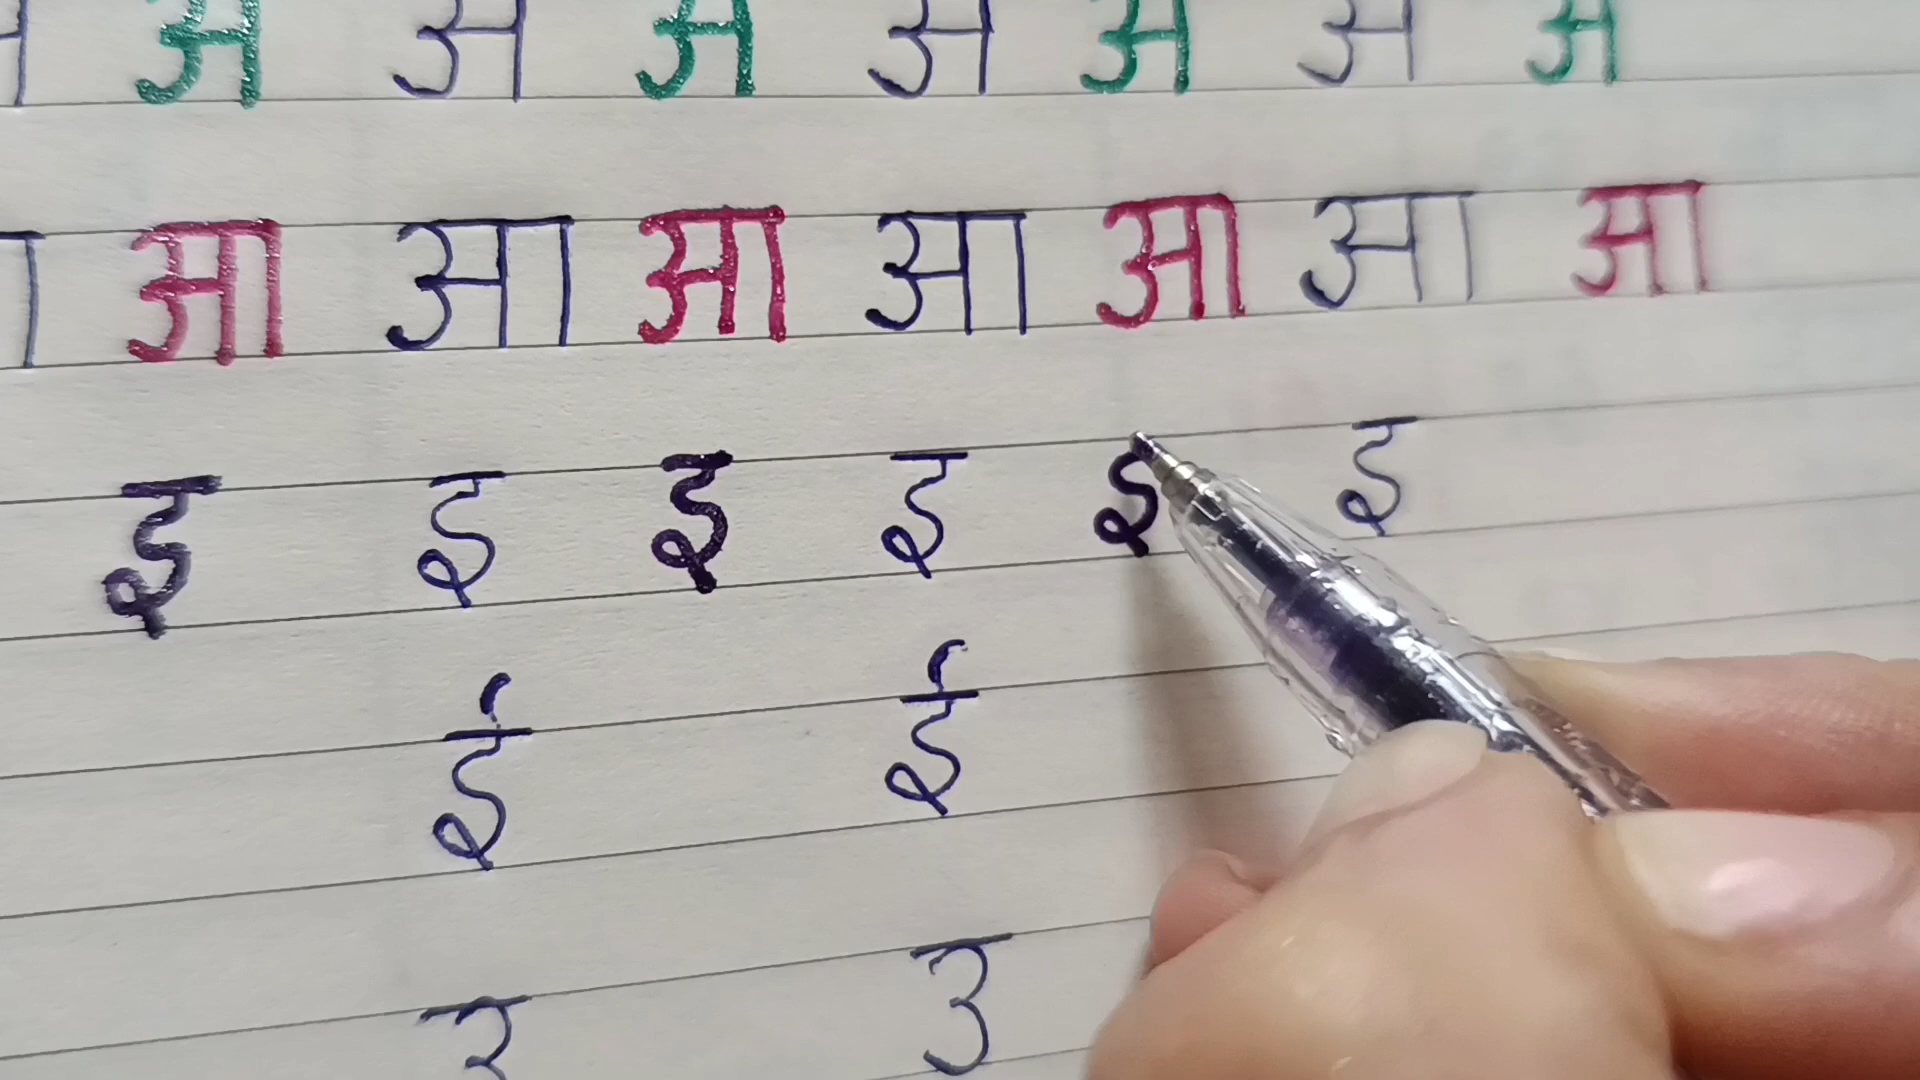 अ अ अ अ अ अ अ
आ आ आ आ आ आ आ
इ इ इ इ इ इ
ई ई
उ